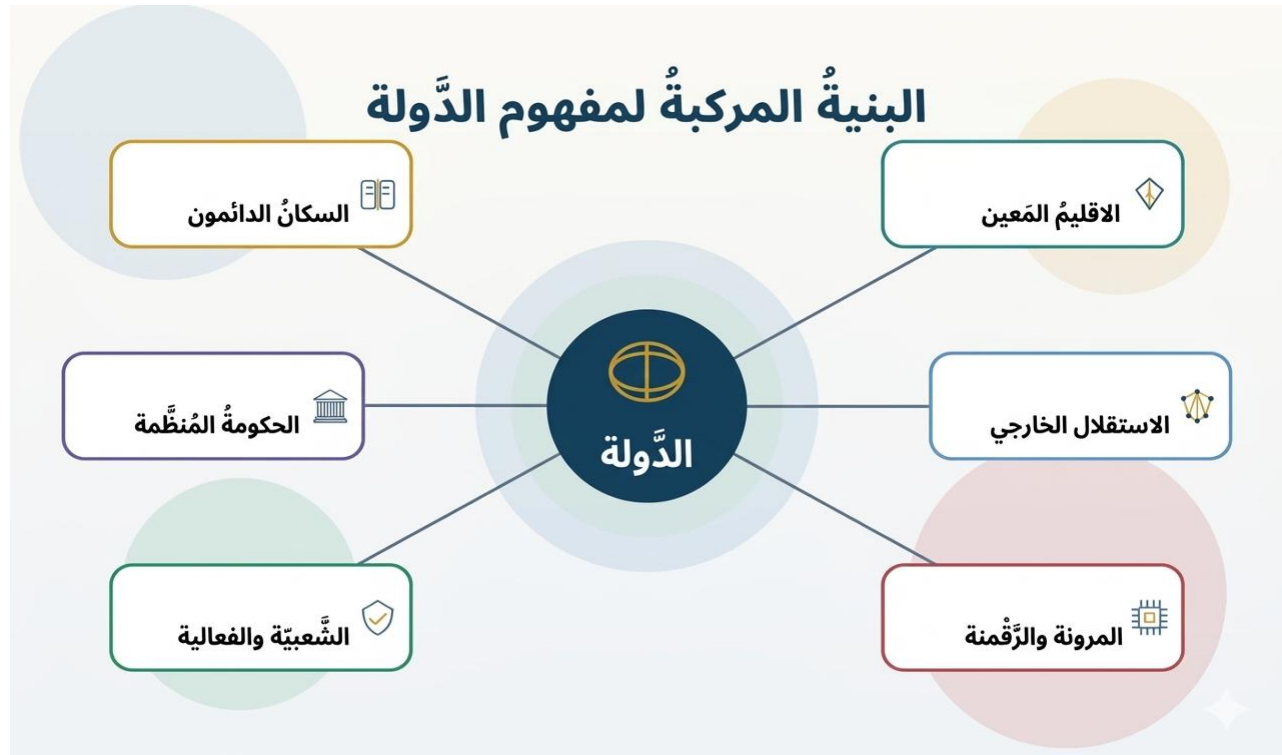 البنيةُ المركبةُ لمفهوم الدَّولة
الاقليمُ المَعين
السكانُ الدائمون
الاستقلال الخارجي
الدَّولة
الحكومةُ المُنظَّمة
المرونة والرَّقْمنة
الشَّعبيّة والفعالية